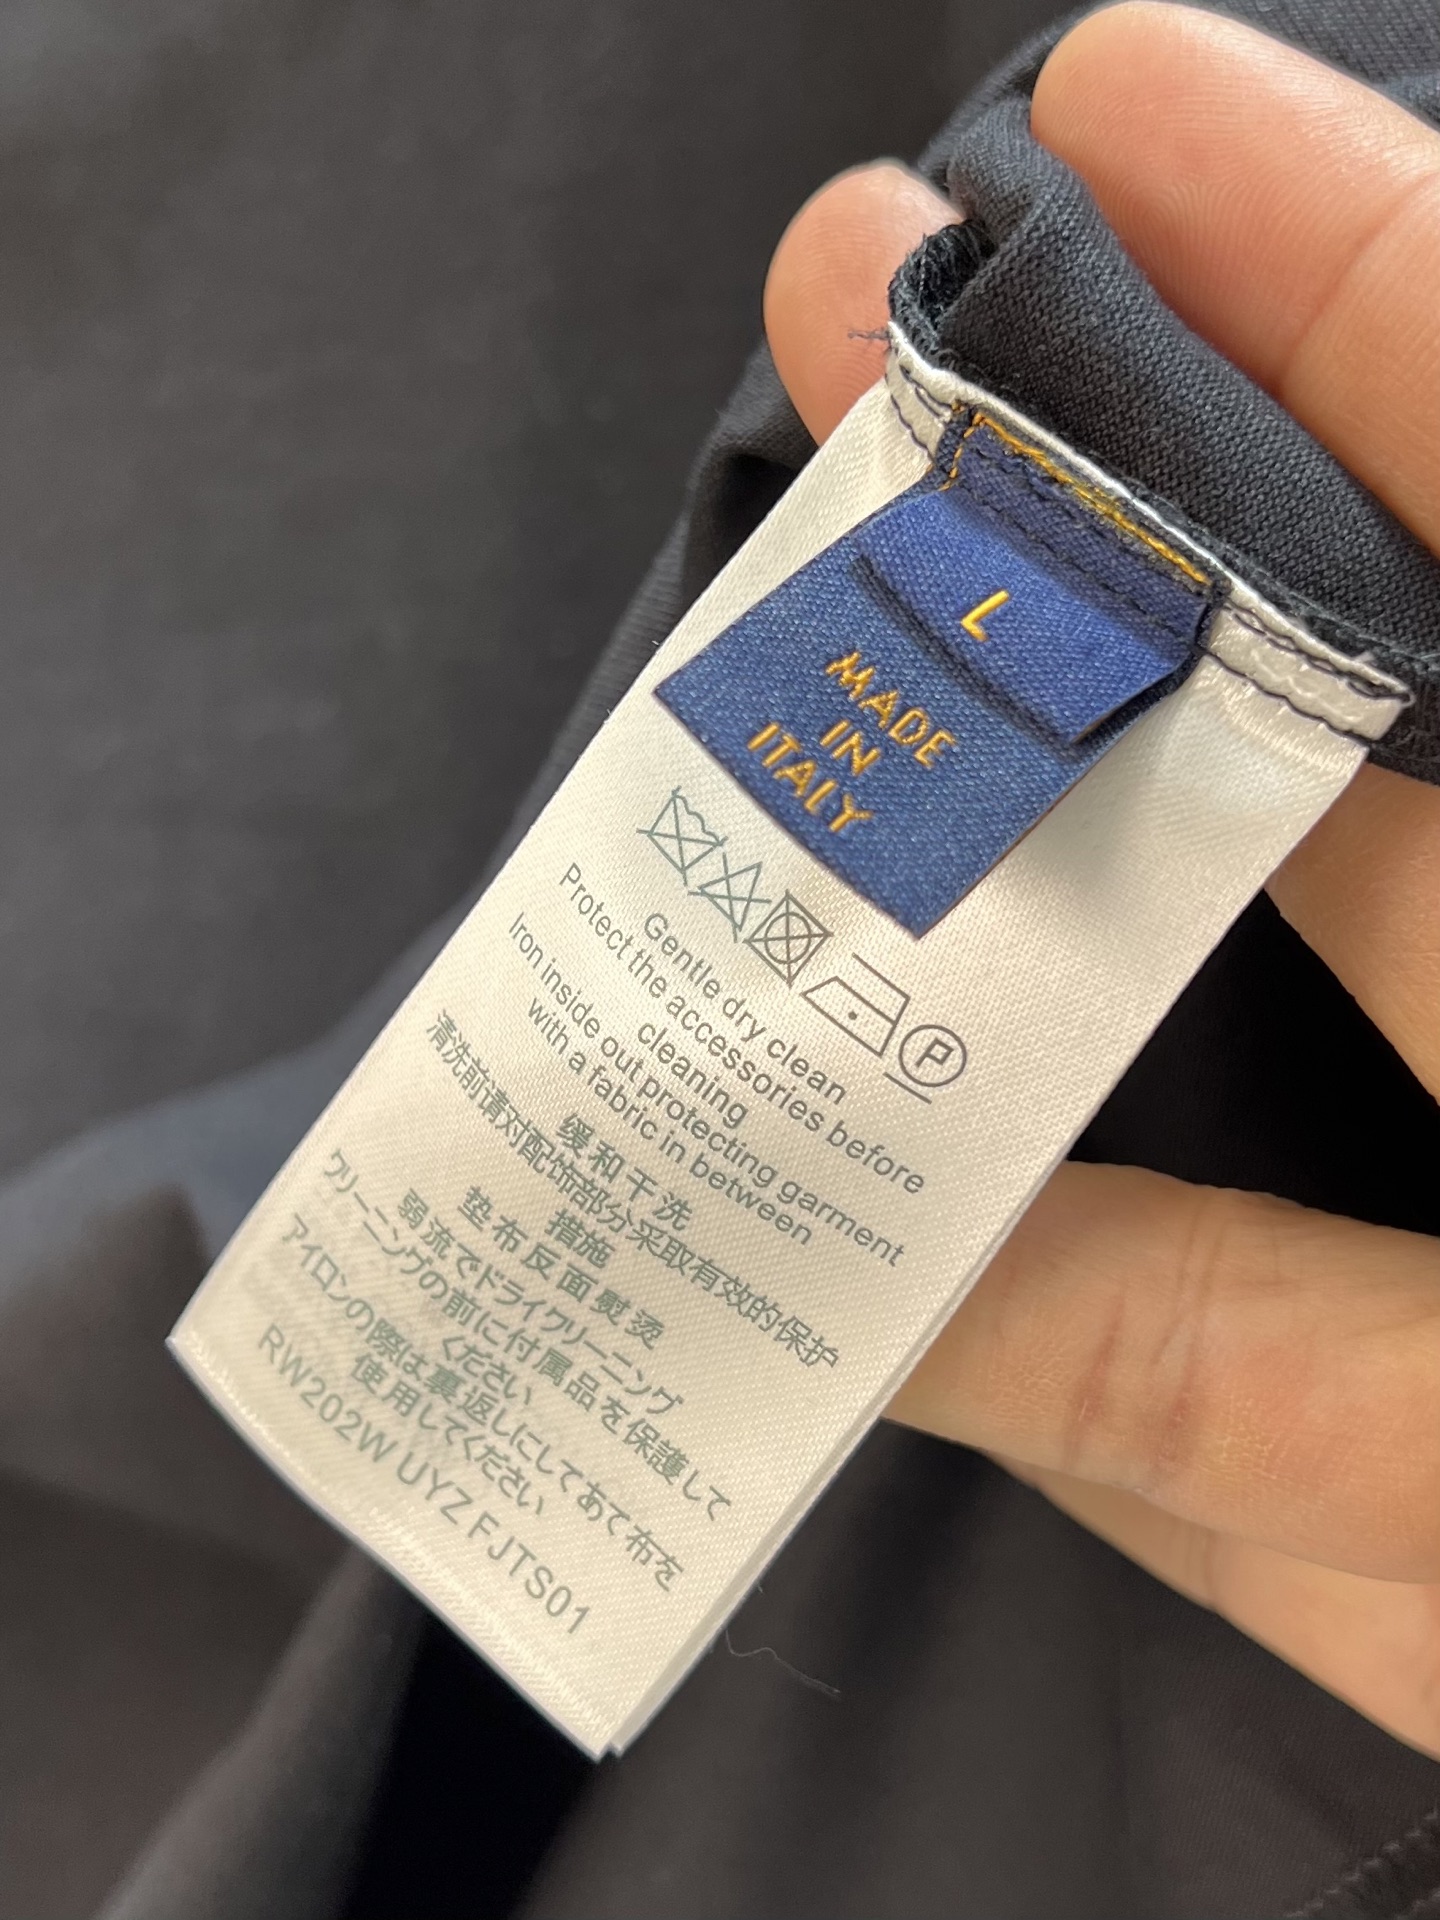 L
MADE
IN
ITALY
P
Gentle dry clean
Protect the accessories before
cleaning
Iron inside out protecting garment
with a fabric in between
缓和干洗
清洗前请对配饰部分采取有效的保护
措施
垫布反面熨烫
弱流でドライクリーニング
クリーニングの前に付属品を保護して
ください
アイロンの際は裏返しにしてあて布を
使用してください
RW202W UYZ FJTS01